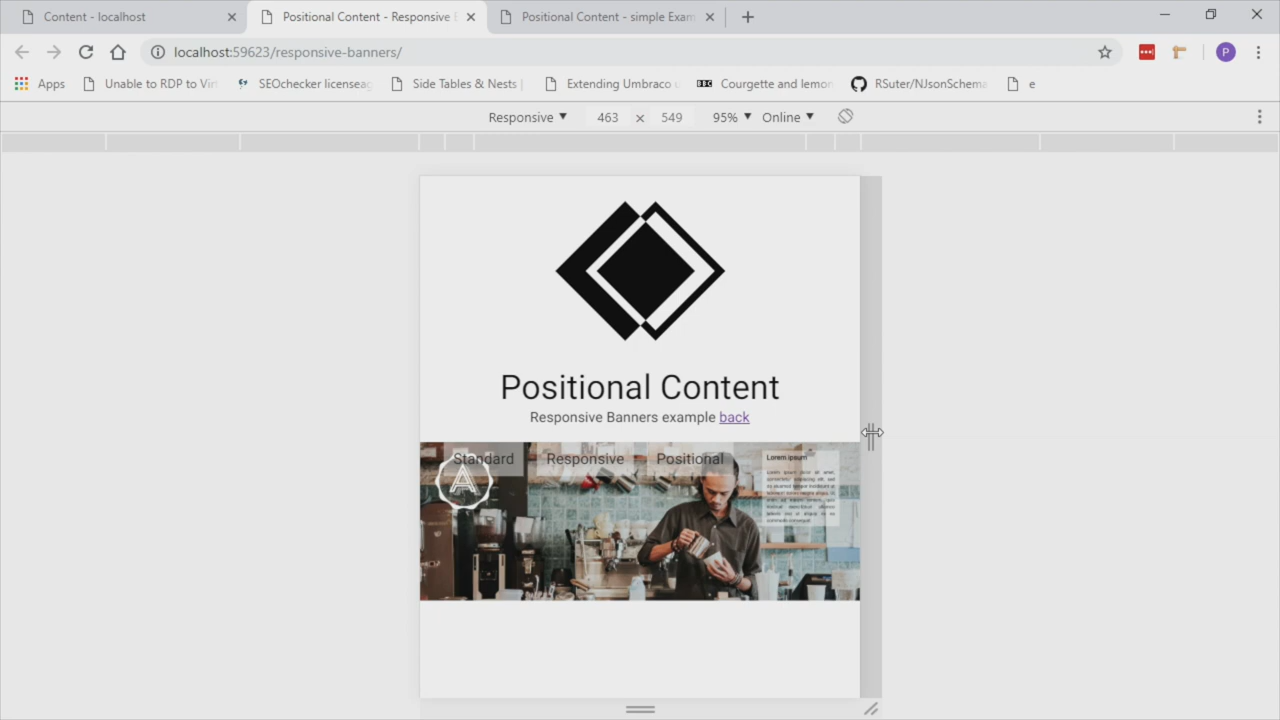 Content - localhost
Positional Content - Responsive B
Positional Content - simple Exam
localhost:59623/responsive-banners/
P
Apps
Unable to RDP to Virt
SEOchecker licenseag
Side Tables & Nests |
Extending Umbraco u
BBC
Courgette and lemon
RSuter/NJsonSchema
e
Responsive
463
x
549
95%
Online
Positional Content
Responsive Banners example back
Standard
Responsive
Positional
A
Lorem ipsum